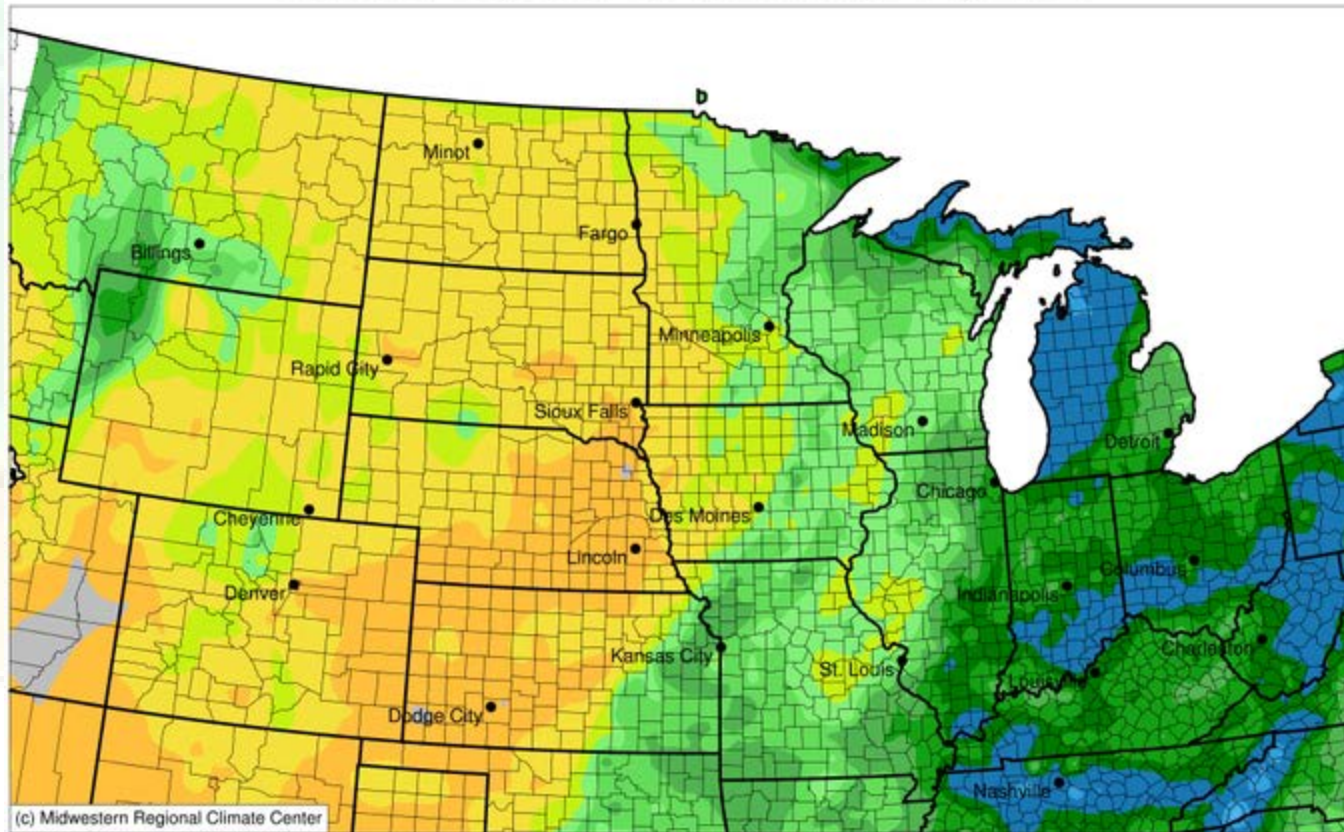 Minot
Fargo
Billings
Minneapolis
Rapid City
Sioux Falls
Madison
Detroit
Chicago
Des Moines
Cheyenne
Lincoln
Columbus
Denver
Indianapolis
Charleston
Kansas City
St. Louis
Louisville
Dodge City
Nashville
(c) Midwestern Regional Climate Center